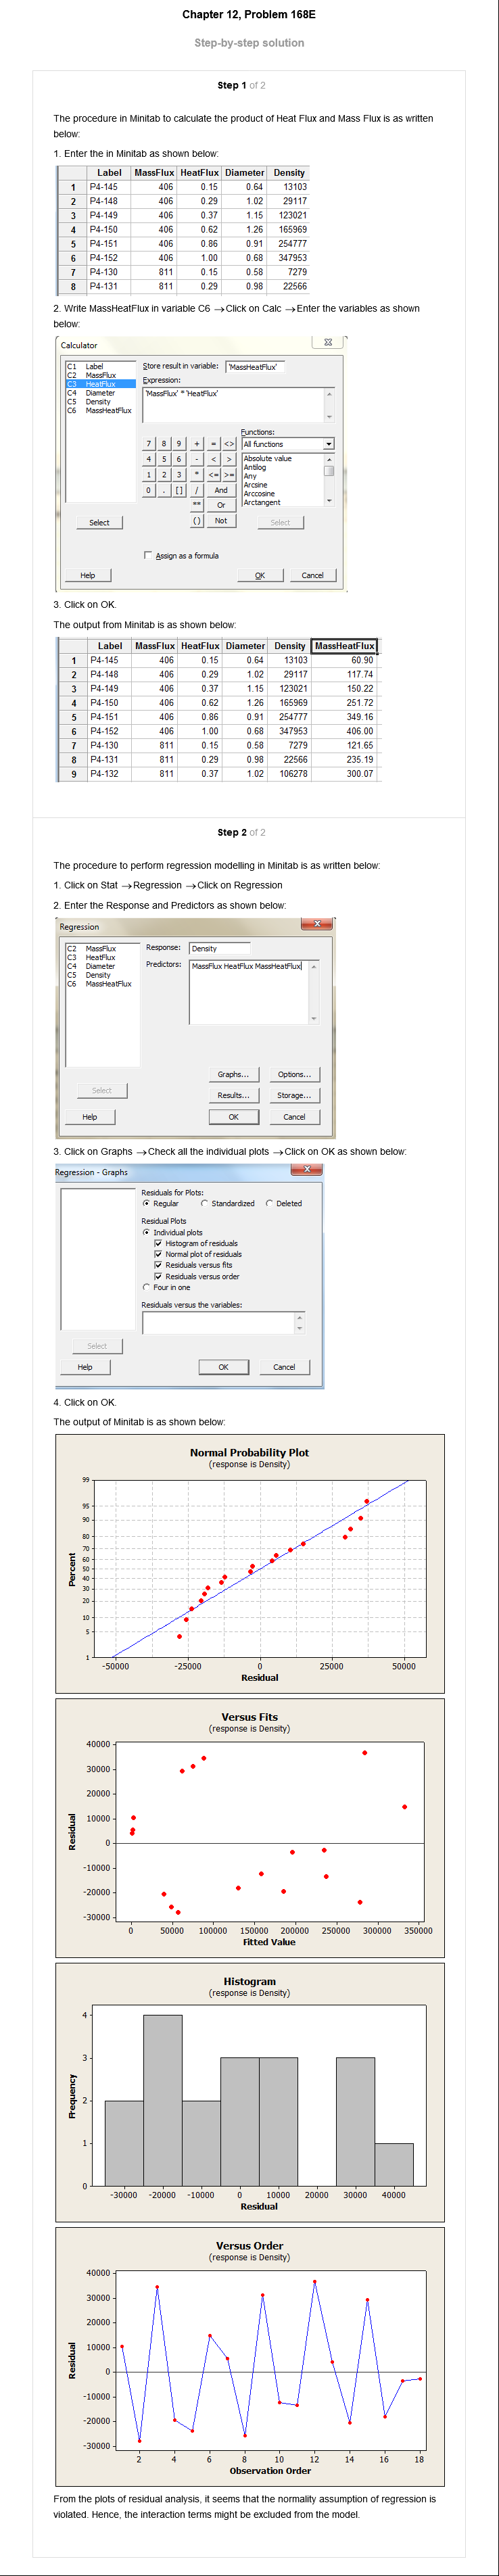 Chapter 12, Problem 168E
Step-by-step solution
Step 1 of 2
The procedure in Minitab to calculate the product of Heat Flux and Mass Flux is as written
below:
1. Enter the in Minitab as shown below:
Label MassFlux HeatFlux Diameter Density
1 P4-145 406 0.15 0.64 13103
2 P4-148 406 0.29 1.02 29117
3 P4-149 406 0.37 1.15 123021
4 P4-150 406 0.62 1.26 165969
5 P4-151 406 0.86 0.91 254777
6 P4-152 406 1.00 0.68 347953
7 P4-130 811 0.15 0.58 7279
8 P4-131 811 0.29 0.98 22566
2. Write MassHeatFlux in variable C6 →Click on Calc →Enter the variables as shown
below:
Calculator
C1 Label
C2 MassFlux
C3 HeatFlux
C4 Diameter
C5 Density
C6 MassHeatFlux
Store result in variable: 'MassHeatFlux'
Expression:
'MassFlux' * 'HeatFlux'
Functions:
7 8 9 + = <> All functions
4 5 6 - < >
1 2 3 * <= >=
0 . [] / And
** Or
() Not
Absolute value
Antilog
Any
Arcsine
Arccosine
Arctangent
Select
Select
Assign as a formula
Help
OK
Cancel
3. Click on OK.
The output from Minitab is as shown below:
Label MassFlux HeatFlux Diameter Density MassHeatFlux
1 P4-145 406 0.15 0.64 13103 60.90
2 P4-148 406 0.29 1.02 29117 117.74
3 P4-149 406 0.37 1.15 123021 150.22
4 P4-150 406 0.62 1.26 165969 251.72
5 P4-151 406 0.86 0.91 254777 349.16
6 P4-152 406 1.00 0.68 347953 406.00
7 P4-130 811 0.15 0.58 7279 121.65
8 P4-131 811 0.29 0.98 22566 235.19
9 P4-132 811 0.37 1.02 106278 300.07
Step 2 of 2
The procedure to perform regression modelling in Minitab is as written below:
1. Click on Stat →Regression →Click on Regression
2. Enter the Response and Predictors as shown below:
Regression
C2 MassFlux
C3 HeatFlux
C4 Diameter
C5 Density
C6 MassHeatFlux
Response: Density
Predictors: MassFlux HeatFlux MassHeatFlux
Graphs... Options...
Select
Results... Storage...
Help
OK
Cancel
3. Click on Graphs →Check all the individual plots →Click on OK as shown below:
Regression - Graphs
Residuals for Plots:
Regular Standardized Deleted
Residual Plots
Individual plots
Histogram of residuals
Normal plot of residuals
Residuals versus fits
Residuals versus order
Four in one
Residuals versus the variables:
Select
Help
OK
Cancel
4. Click on OK.
The output of Minitab is as shown below:
Normal Probability Plot
(response is Density)
99
95
90
80
70
60
50
40
30
20
10
5
1
Percent
-50000 -25000 0 25000 50000
Residual
Versus Fits
(response is Density)
40000
30000
20000
10000
0
-10000
-20000
-30000
Residual
0 50000 100000 150000 200000 250000 300000 350000
Fitted Value
Histogram
(response is Density)
4
3
2
1
0
Frequency
-30000 -20000 -10000 0 10000 20000 30000 40000
Residual
Versus Order
(response is Density)
40000
30000
20000
10000
0
-10000
-20000
-30000
Residual
2 4 6 8 10 12 14 16 18
Observation Order
From the plots of residual analysis, it seems that the normality assumption of regression is
violated. Hence, the interaction terms might be excluded from the model.